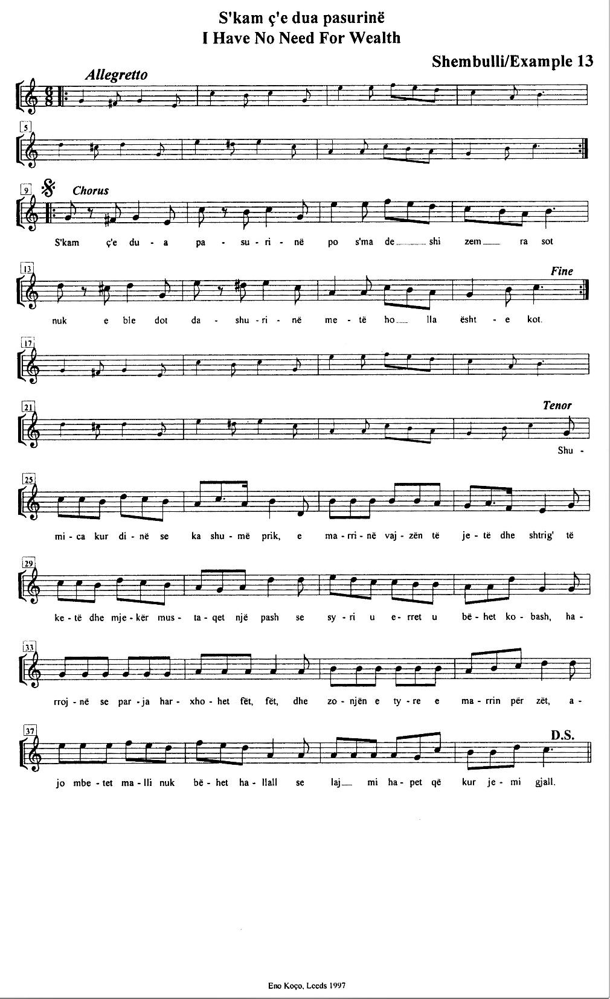 S'kam ç'e dua pasurinë
I Have No Need For Wealth
Shembulli/Example 13
Allegretto
6
8
5
9 Chorus
S'kam ç'e du - a pa - su - ri - në po s'ma de___ shi zem___ ra sot
13 Fine
nuk e ble dot da - shu - ri - në me - të ho___ lla ësht - e kot.
17
21 Tenor
Shu -
25
mi - ca kur di - në se ka shu - më prik, e ma - rri - në vaj - zën të je - të dhe shtrig' të
29
ke - të dhe mje - kër mus - ta - qet një pash se sy - ri u e - rret u bë - het ko - bash, ha -
33
rroj - në se par - ja har - xho - het fët, fët, dhe zo - njën e ty - re e ma - rrin për zët, a -
37 D.S.
jo mbe - tet ma - lli nuk bë - het ha - llall se laj___ mi ha - pet që kur je - mi gjall.
Eno Koço, Leeds 1997